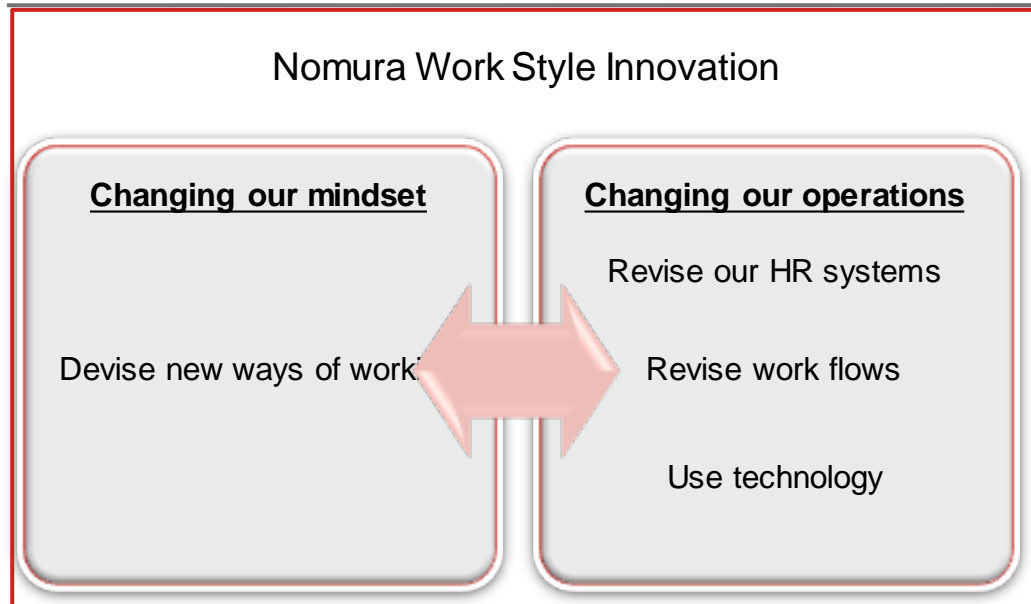 Nomura Work Style Innovation
Changing our mindset
Devise new ways of worki
Changing our operations
Revise our HR systems
Revise work flows
Use technology